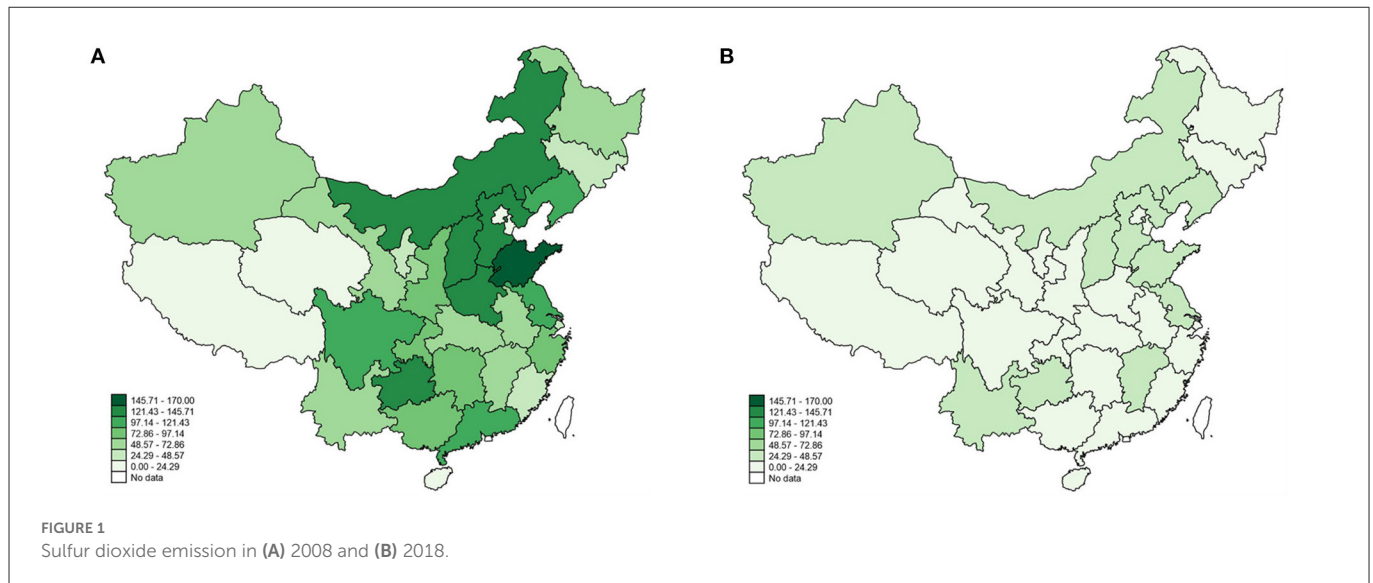 A
B
145.71 - 170.00
121.43 - 145.71
97.14 - 121.43
72.86 - 97.14
48.57 - 72.86
24.29 - 48.57
0.00 - 24.29
No data
145.71 - 170.00
121.43 - 145.71
97.14 - 121.43
72.86 - 97.14
48.57 - 72.86
24.29 - 48.57
0.00 - 24.29
No data
FIGURE 1
Sulfur dioxide emission in (A) 2008 and (B) 2018.